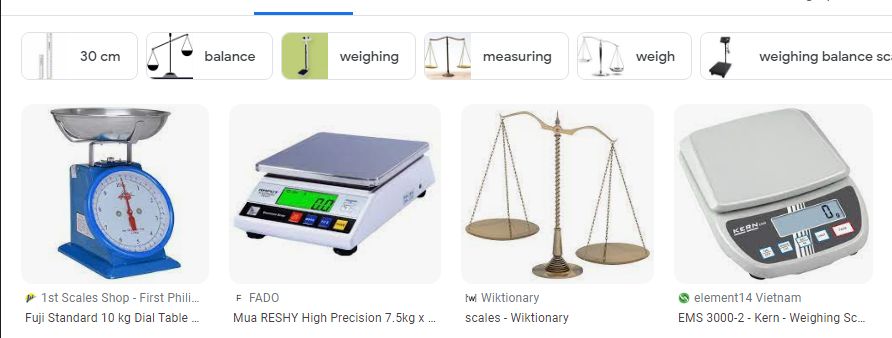 30 cm
balance
weighing
measuring
weigh
weighing balance sc
1st Scales Shop - First Phili...
Fuji Standard 10 kg Dial Table ...
0.0
FADO
Mua RESHY High Precision 7.5kg x ...
Wiktionary
scales - Wiktionary
KERN
0
g
element14 Vietnam
EMS 3000-2 - Kern - Weighing Sc...